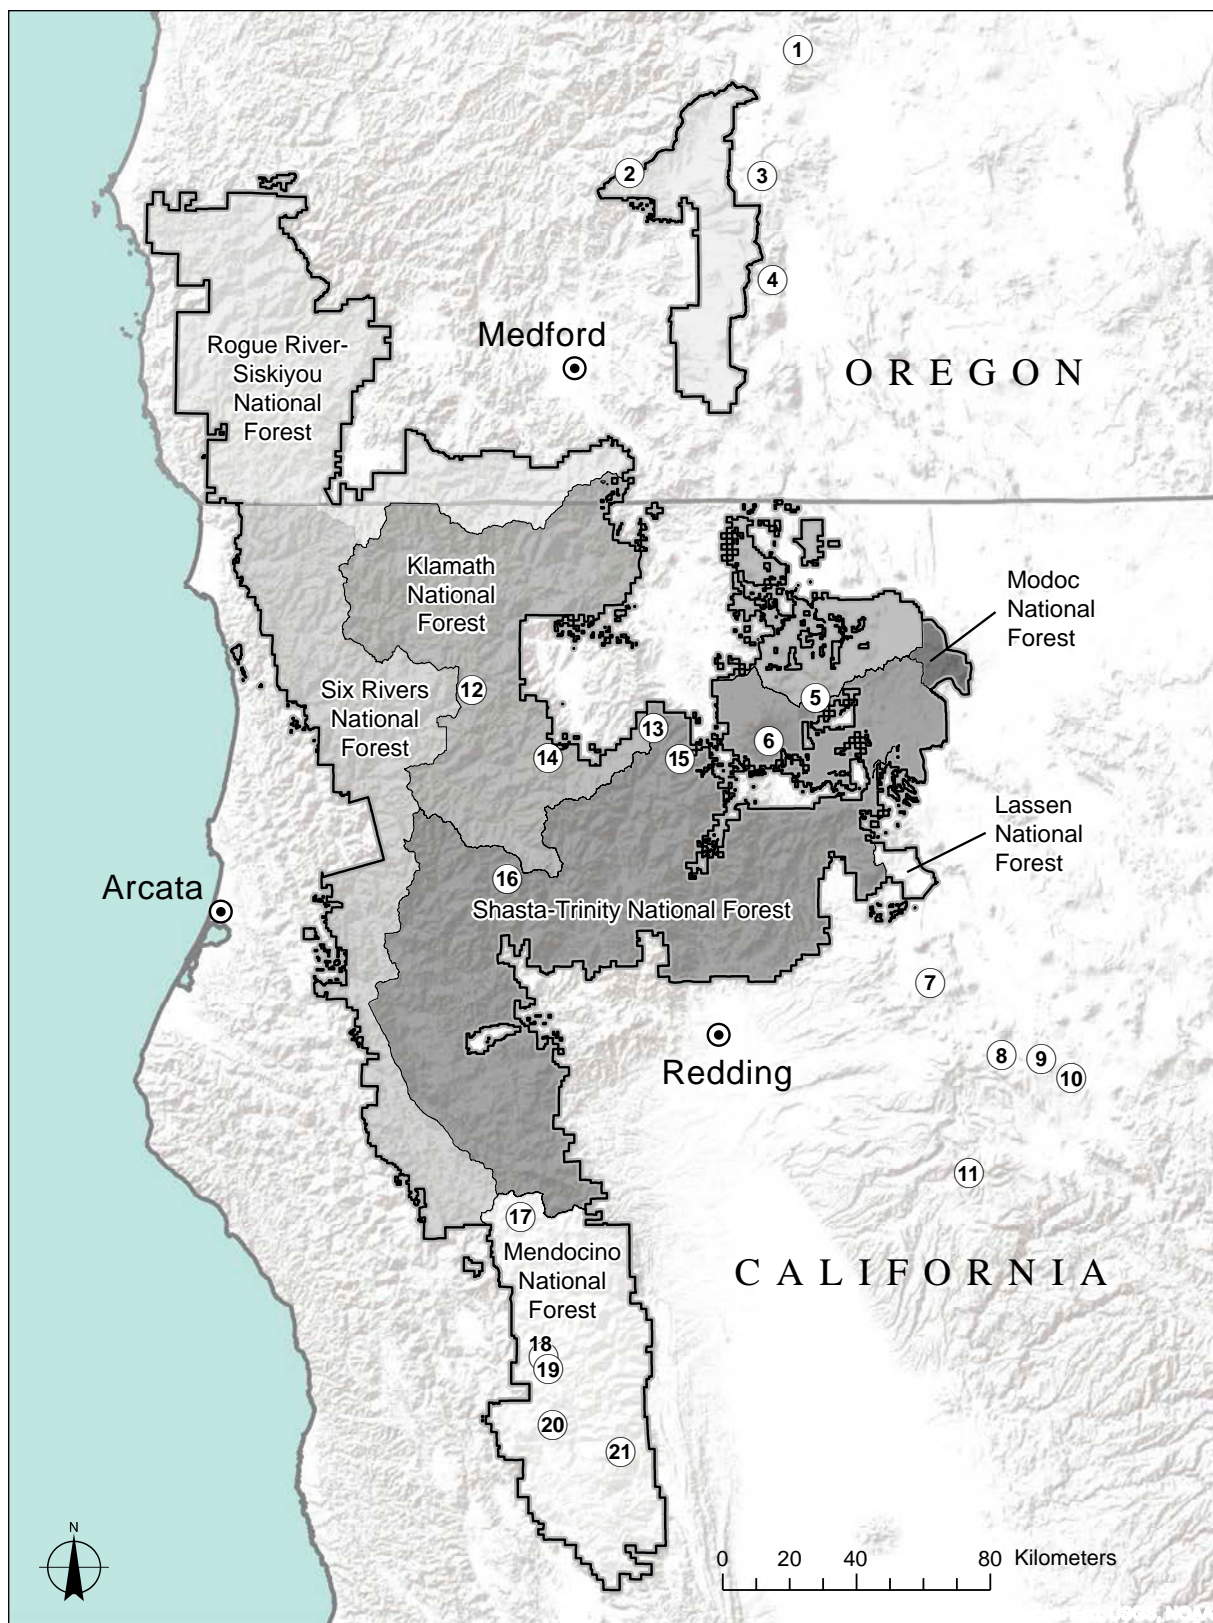 1
2
3
4
Medford
OREGON
Rogue River-
Siskiyou
National
Forest
Klamath
National
Forest
Modoc
National
Forest
Six Rivers
National
Forest
12
5
13
6
14
15
Lassen
National
Forest
Arcata
16
Shasta-Trinity National Forest
7
Redding
8
9
10
11
17
Mendocino
National
Forest
CALIFORNIA
18
19
20
21
N
0 20 40 80 Kilometers